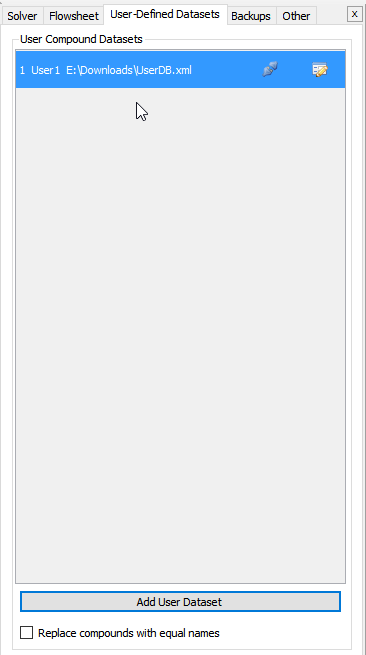 Solver Flowsheet User-Defined Datasets Backups Other X
User Compound Datasets
1 User1 E:\Downloads\UserDB.xml
Add User Dataset
Replace compounds with equal names